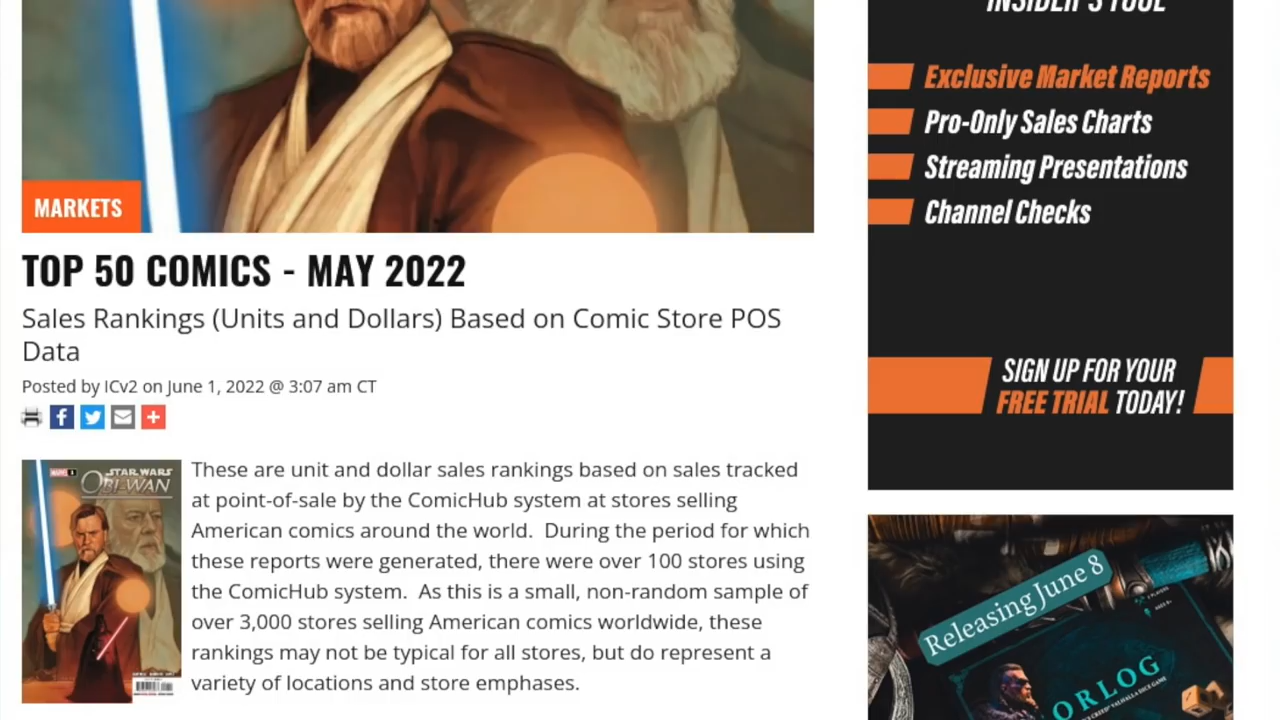 INSIDER'S TOOL
Exclusive Market Reports
Pro-Only Sales Charts
Streaming Presentations
Channel Checks
SIGN UP FOR YOUR
FREE TRIAL TODAY!
MARKETS
TOP 50 COMICS - MAY 2022
Sales Rankings (Units and Dollars) Based on Comic Store POS
Data
Posted by ICv2 on June 1, 2022 @ 3:07 am CT
MARVEL
STAR WARS
OBI-WAN
These are unit and dollar sales rankings based on sales tracked
at point-of-sale by the ComicHub system at stores selling
American comics around the world.  During the period for which
these reports were generated, there were over 100 stores using
the ComicHub system.  As this is a small, non-random sample of
over 3,000 stores selling American comics worldwide, these
rankings may not be typical for all stores, but do represent a
variety of locations and store emphases.
Releasing June 8
ORLOG